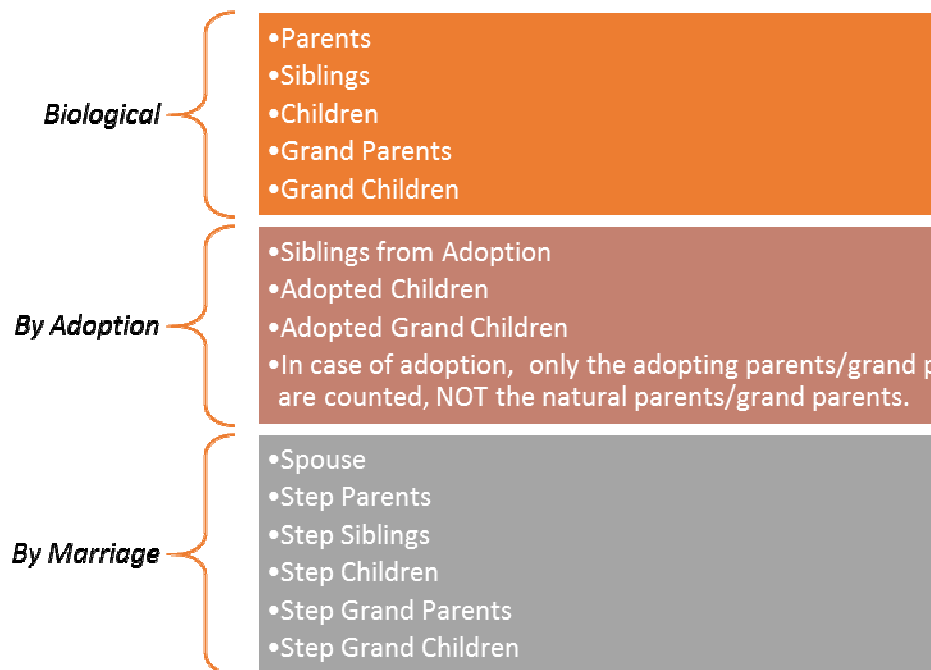 Biological
•Parents
•Siblings
•Children
•Grand Parents
•Grand Children
By Adoption
•Siblings from Adoption
•Adopted Children
•Adopted Grand Children
•In case of adoption,  only the adopting parents/grand
are counted, NOT the natural parents/grand parents.
By Marriage
•Spouse
•Step Parents
•Step Siblings
•Step Children
•Step Grand Parents
•Step Grand Children